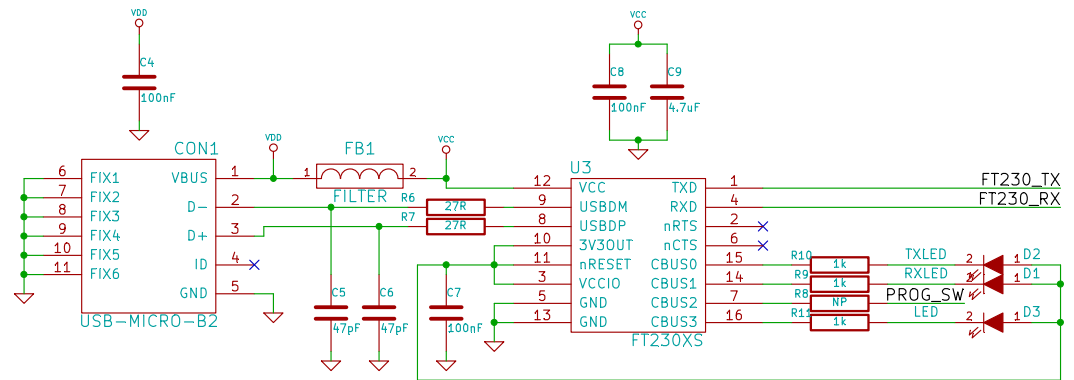 VDD
C4
100nF
VCC
C8
100nF
C9
4.7uF
CON1
6 FIX1
7 FIX2
8 FIX3
9 FIX4
10 FIX5
11 FIX6
VBUS 1
D- 2
D+ 3
ID 4
GND 5
USB-MICRO-B2
VDD
FB1
1 2
FILTER
VCC
R6
27R
R7
27R
C5
47pF
C6
47pF
C7
100nF
U3
12 VCC TXD 1
9 USBDM RXD 4
8 USBDP nRTS 2
10 3V3OUT nCTS 6
11 nRESET CBUS0 15
3 VCCIO CBUS1 14
5 GND CBUS2 7
13 GND CBUS3 16
FT230XS
FT230_TX
FT230_RX
R10
1k
TXLED
2 1 D2
R9
1k
RXLED
1 D1
R8
NP
PROG_SW
R11
1k
LED
2 1 D3